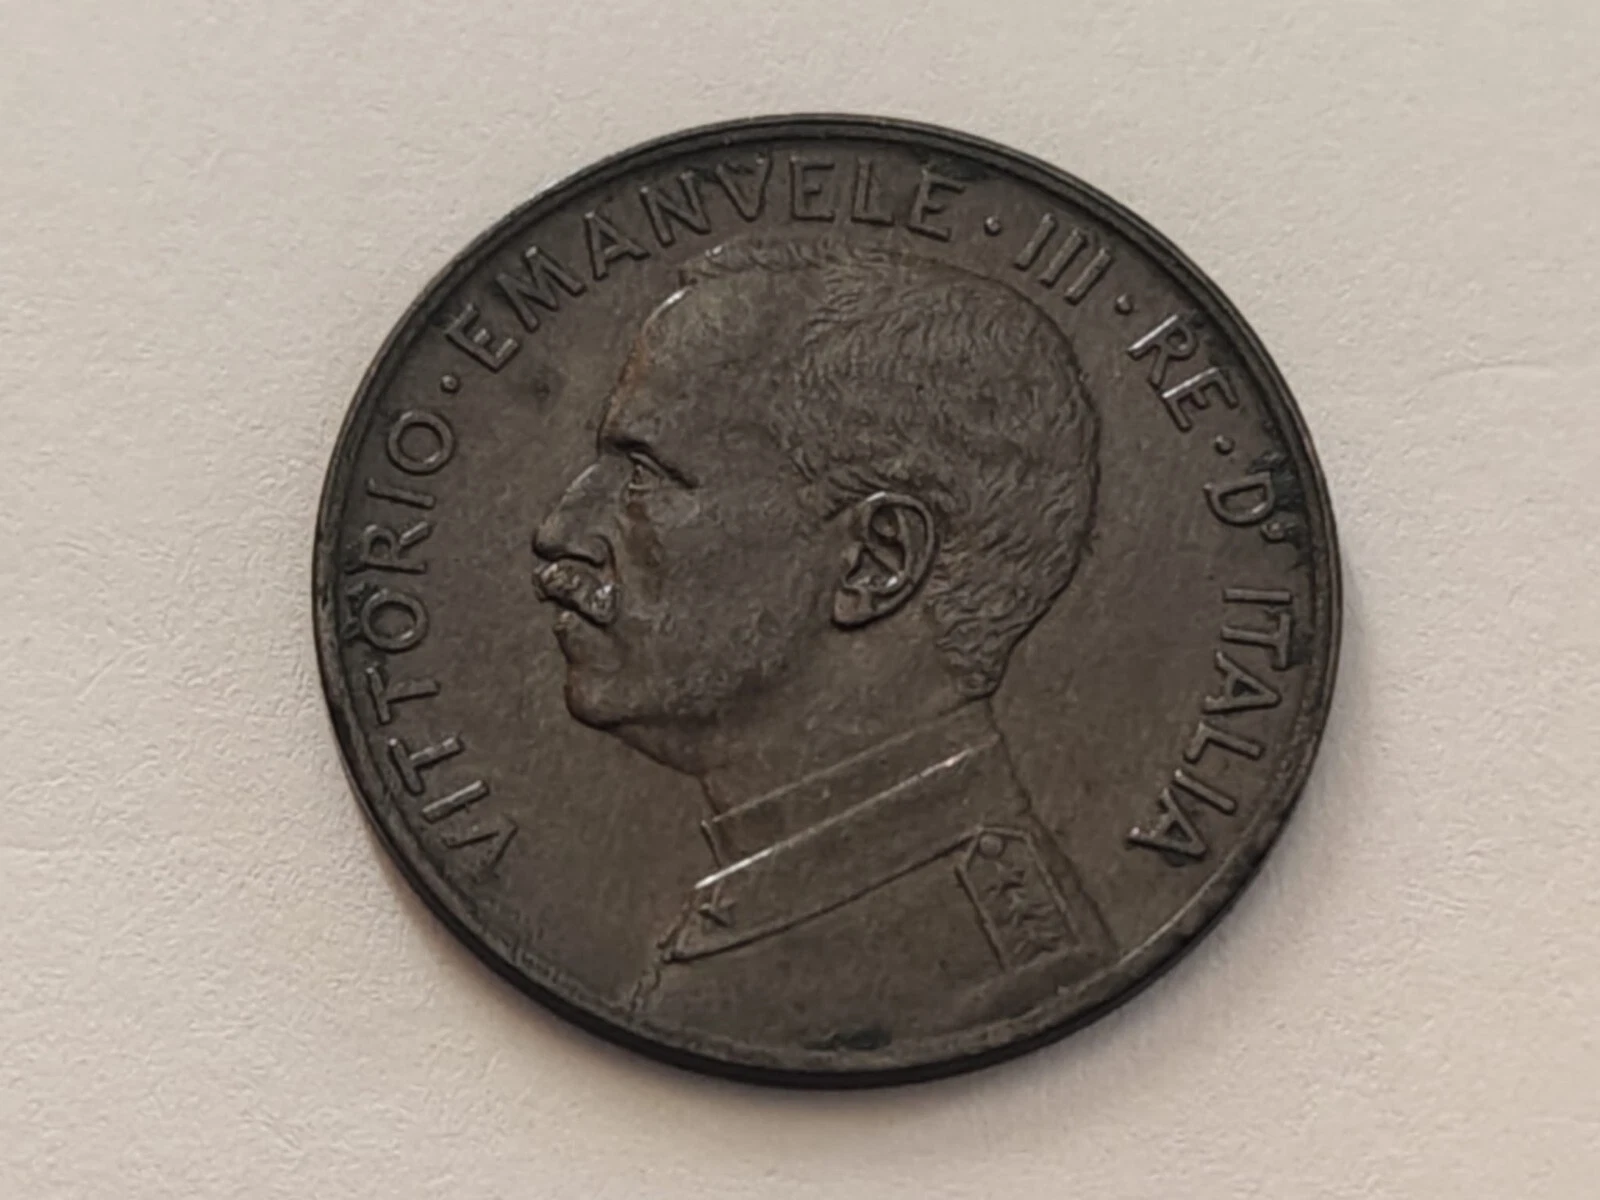 VITTORIO · EMANVELE · III · RE · D' ITALIA